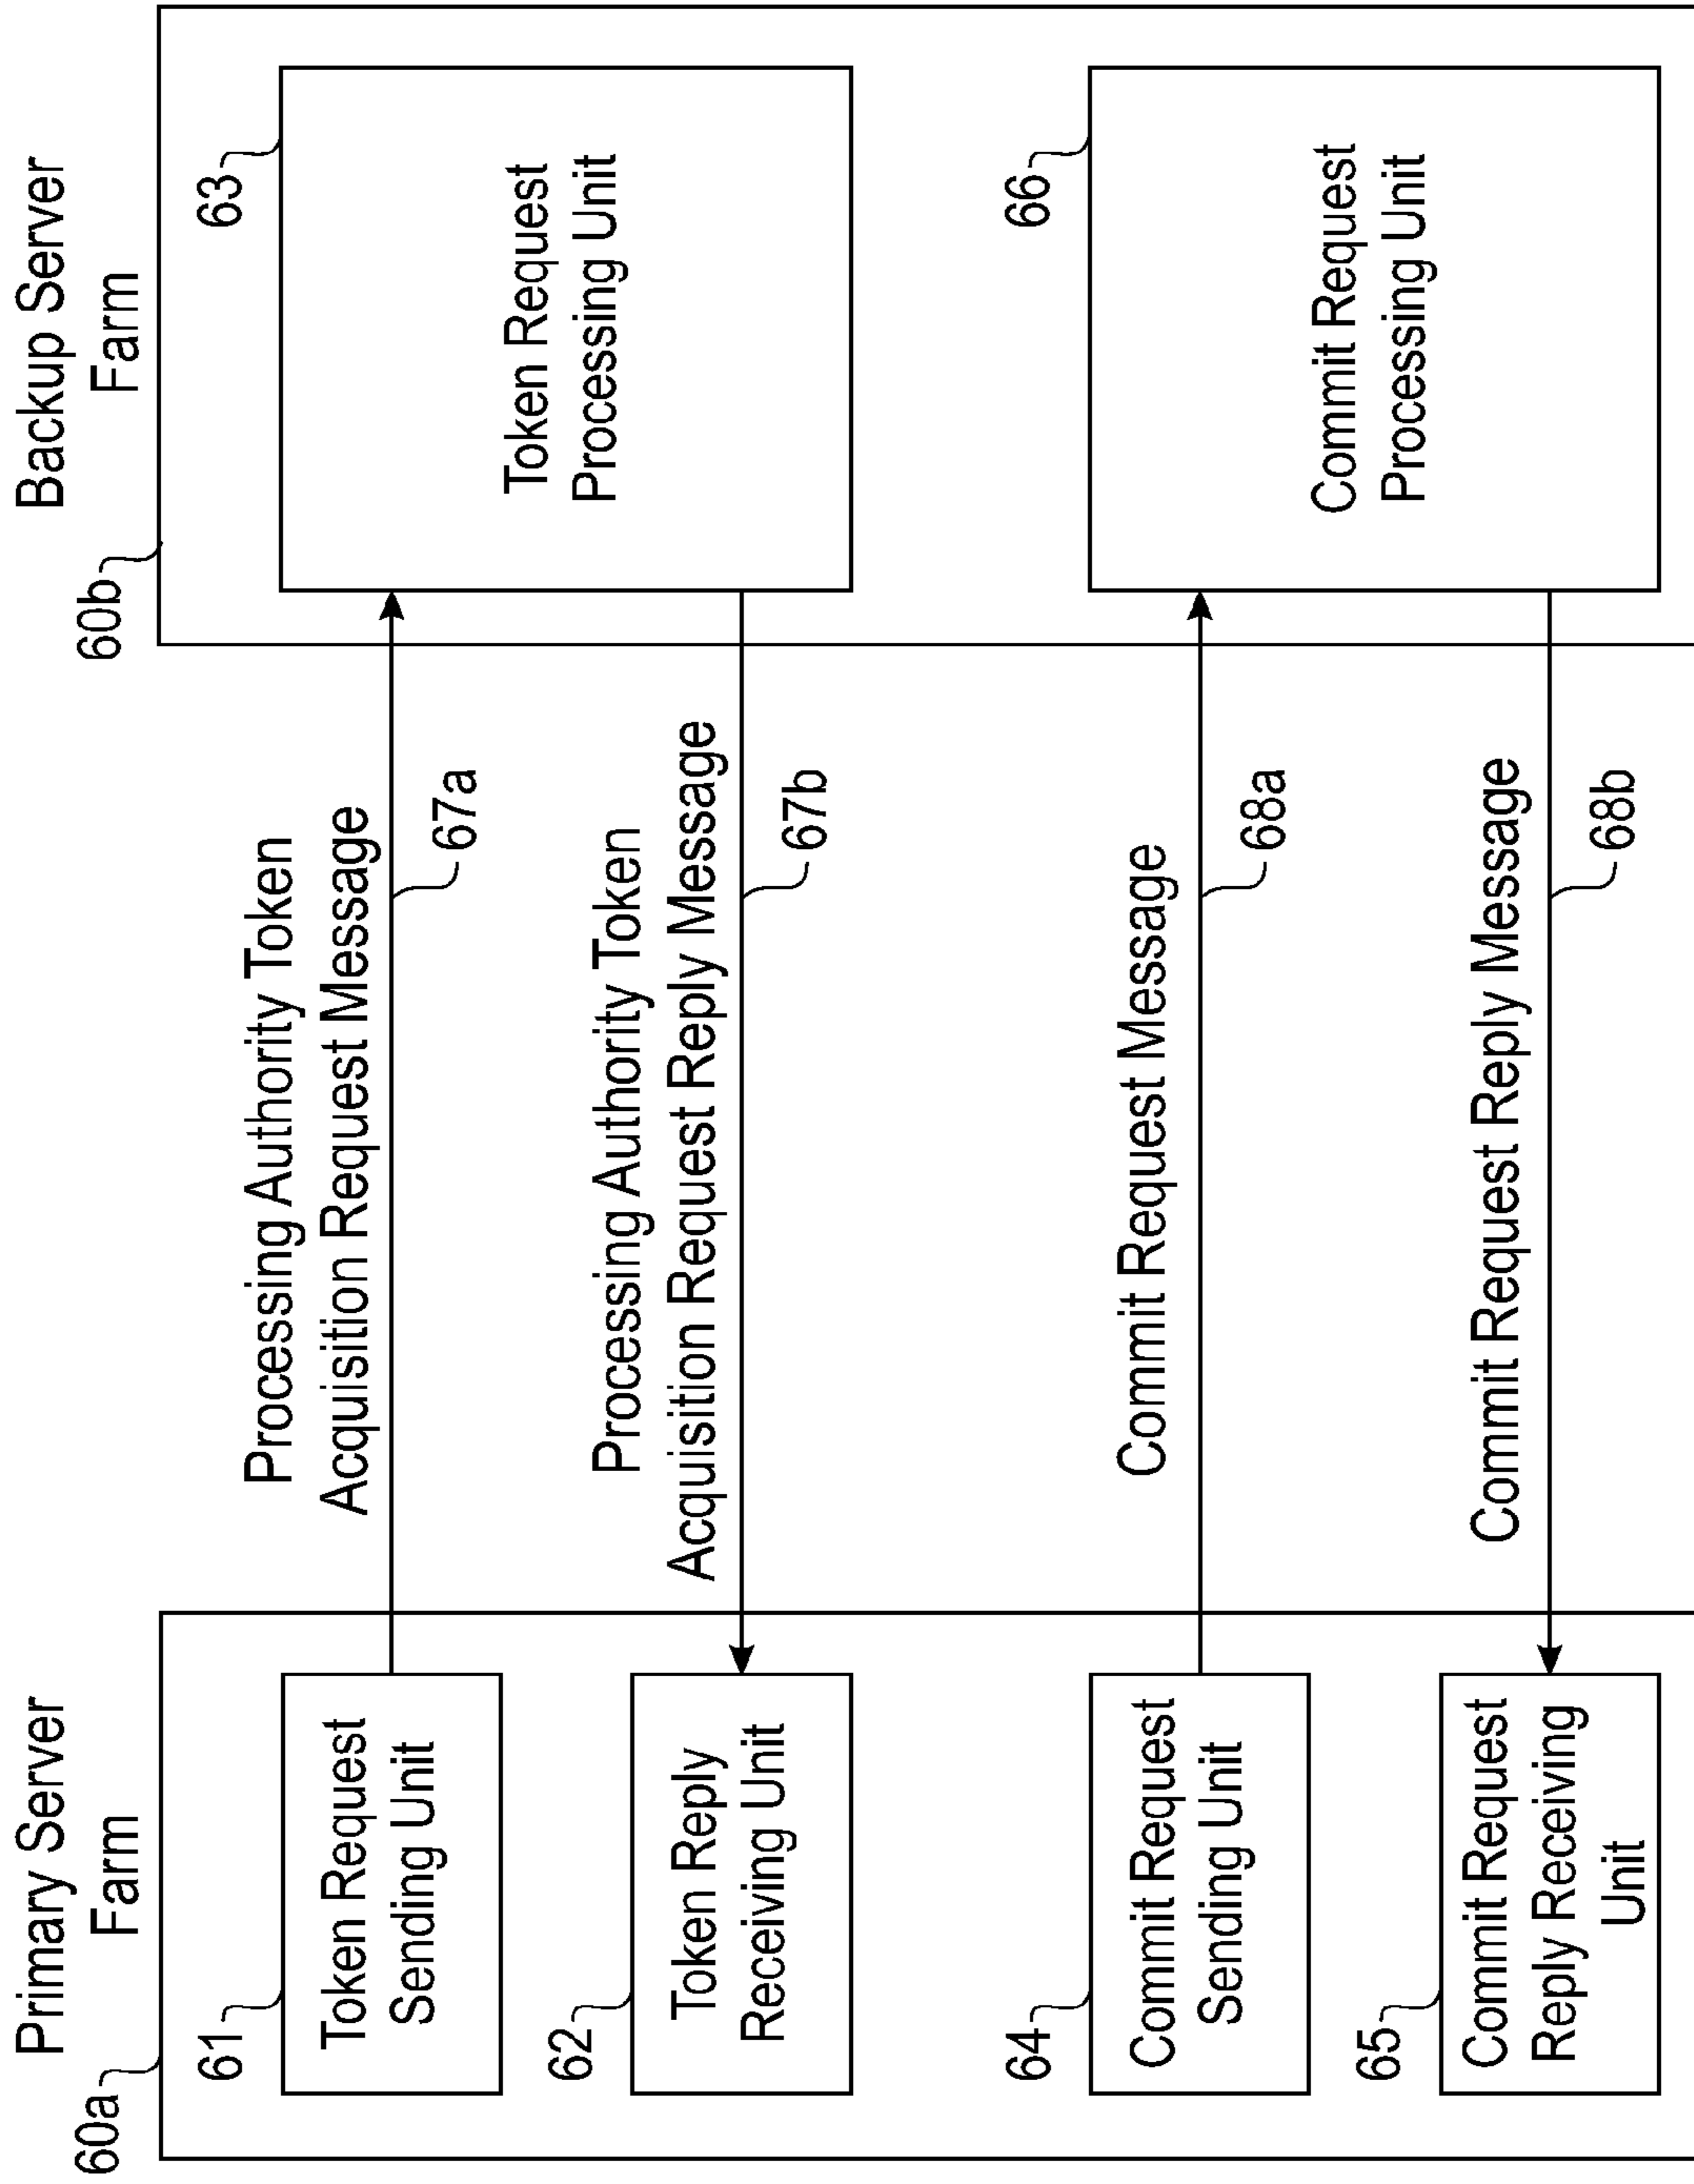 Primary Server
Farm
Backup Server
Farm
60a
60b
61
Token Request
Sending Unit
Processing Authority Token
Acquisition Request Message
67a
63
Token Request
Processing Unit
62
Token Reply
Receiving Unit
Processing Authority Token
Acquisition Request Reply Message
67b
64
Commit Request
Sending Unit
Commit Request Message
68a
66
Commit Request
Processing Unit
65
Commit Request
Reply Receiving
Unit
Commit Request Reply Message
68b